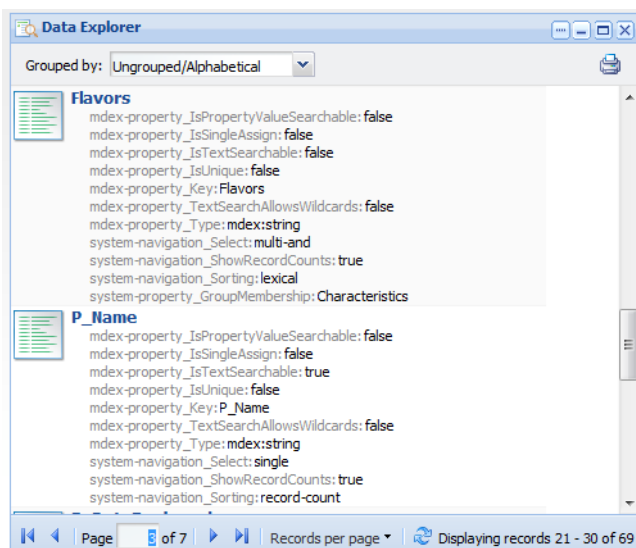 Data Explorer
Grouped by: Ungrouped/Alphabetical
Flavors
mdex-property_IsPropertyValueSearchable: false
mdex-property_IsSingleAssign: false
mdex-property_IsTextSearchable: false
mdex-property_IsUnique: false
mdex-property_Key: Flavors
mdex-property_TextSearchAllowsWildcards: false
mdex-property_Type: mdex:string
system-navigation_Select: multi-and
system-navigation_ShowRecordCounts: true
system-navigation_Sorting: lexical
system-property_GroupMembership: Characteristics
P_Name
mdex-property_IsPropertyValueSearchable: false
mdex-property_IsSingleAssign: false
mdex-property_IsTextSearchable: true
mdex-property_IsUnique: false
mdex-property_Key: P_Name
mdex-property_TextSearchAllowsWildcards: false
mdex-property_Type: mdex:string
system-navigation_Select: single
system-navigation_ShowRecordCounts: true
system-navigation_Sorting: record-count
Page 3 of 7 Records per page Displaying records 21 - 30 of 69